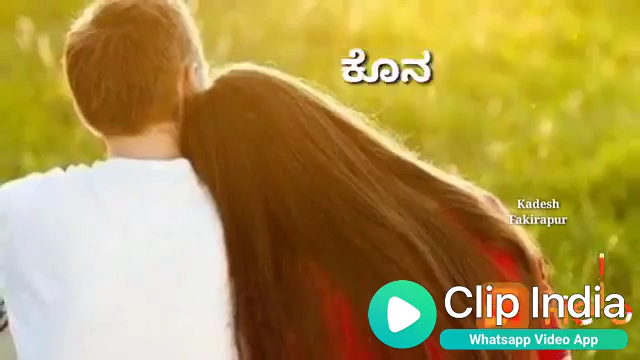 ಕೊನ
Kadesh
Fakirapur
Clip India
Whatsapp Video App